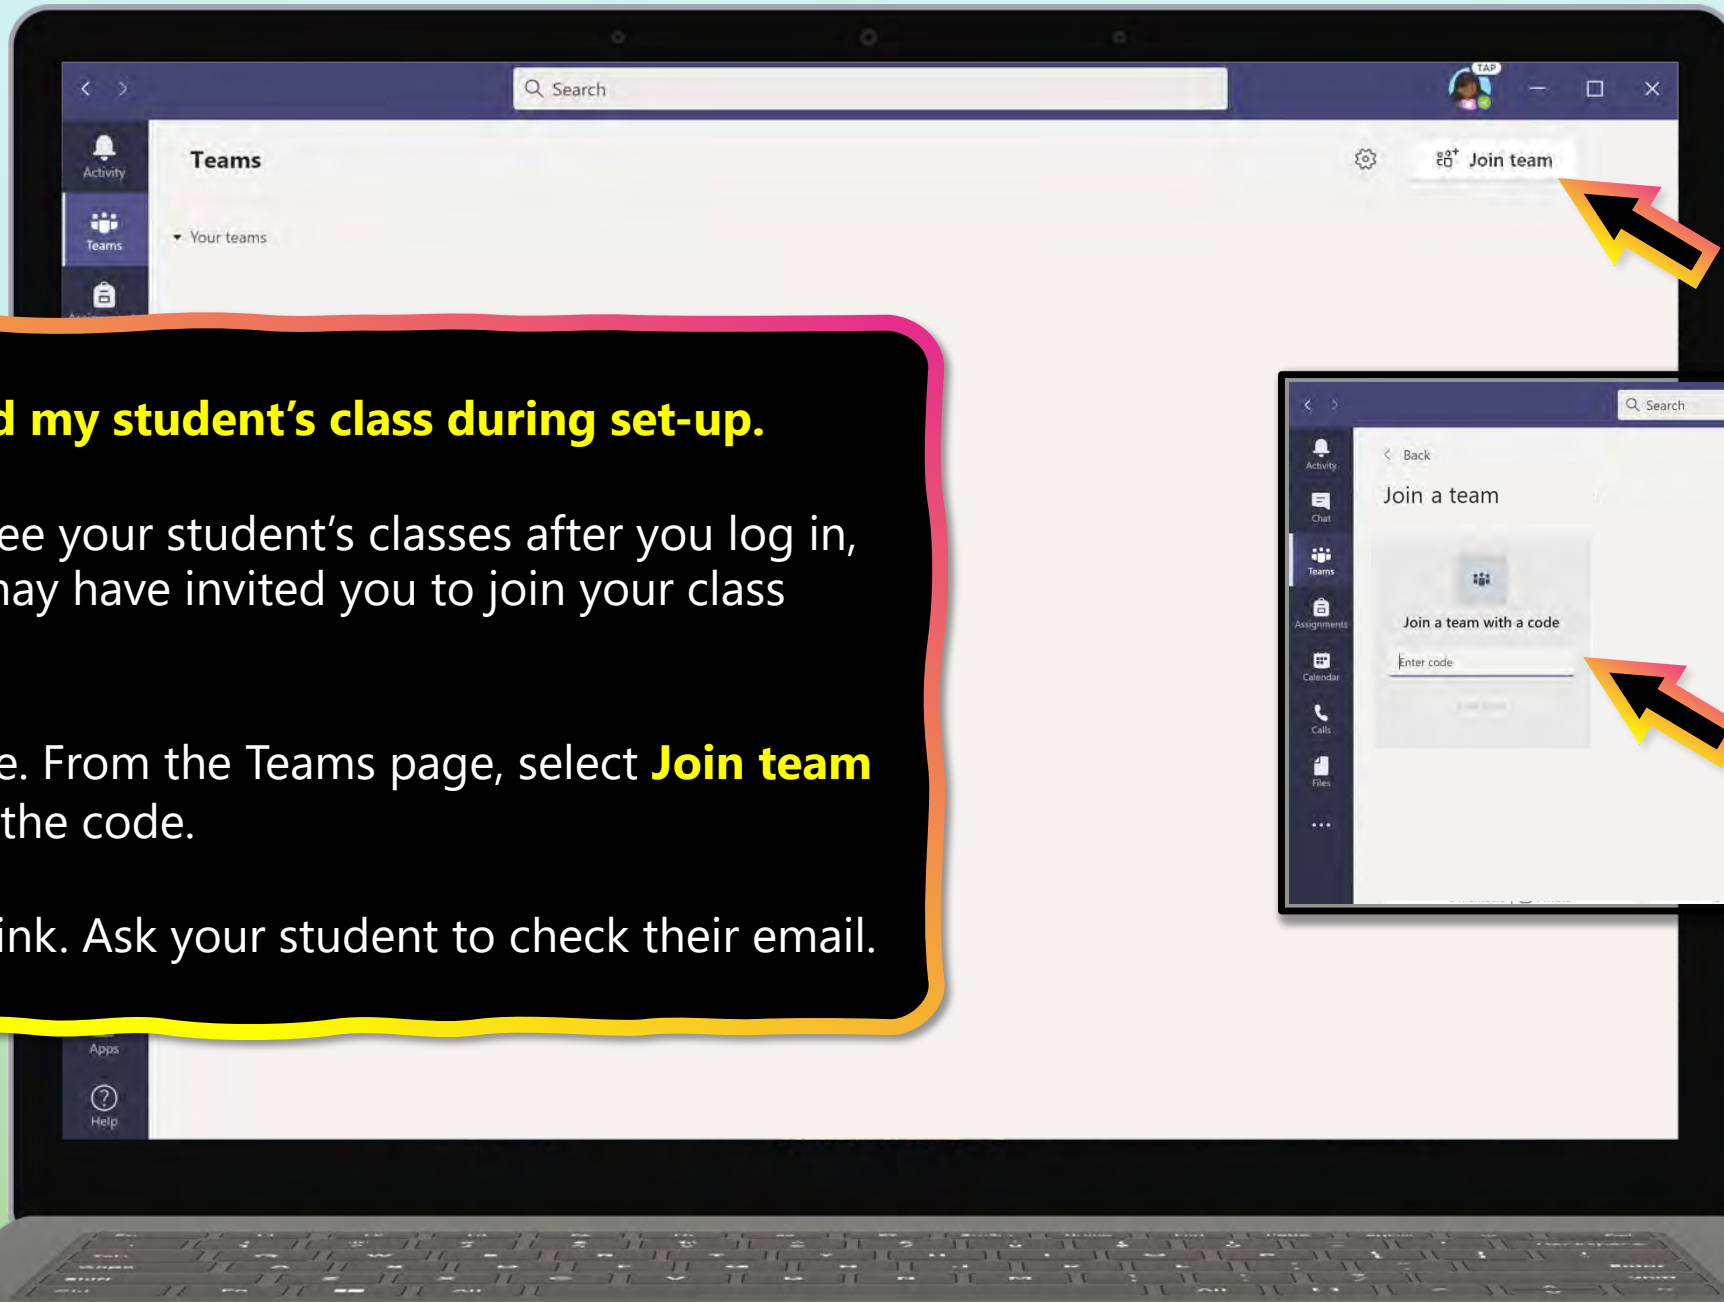 TAP
Search
Activity
Teams
Join team
Teams
Your teams
d my student's class during set-up.
ee your student's classes after you log in,
may have invited you to join your class
e. From the Teams page, select Join team
the code.
ink. Ask your student to check their email.
Apps
Help
Search
Activity
Back
Join a team
Chat
Teams
Join a team with a code
Assignments
Enter code
Calendar
Calls
Files